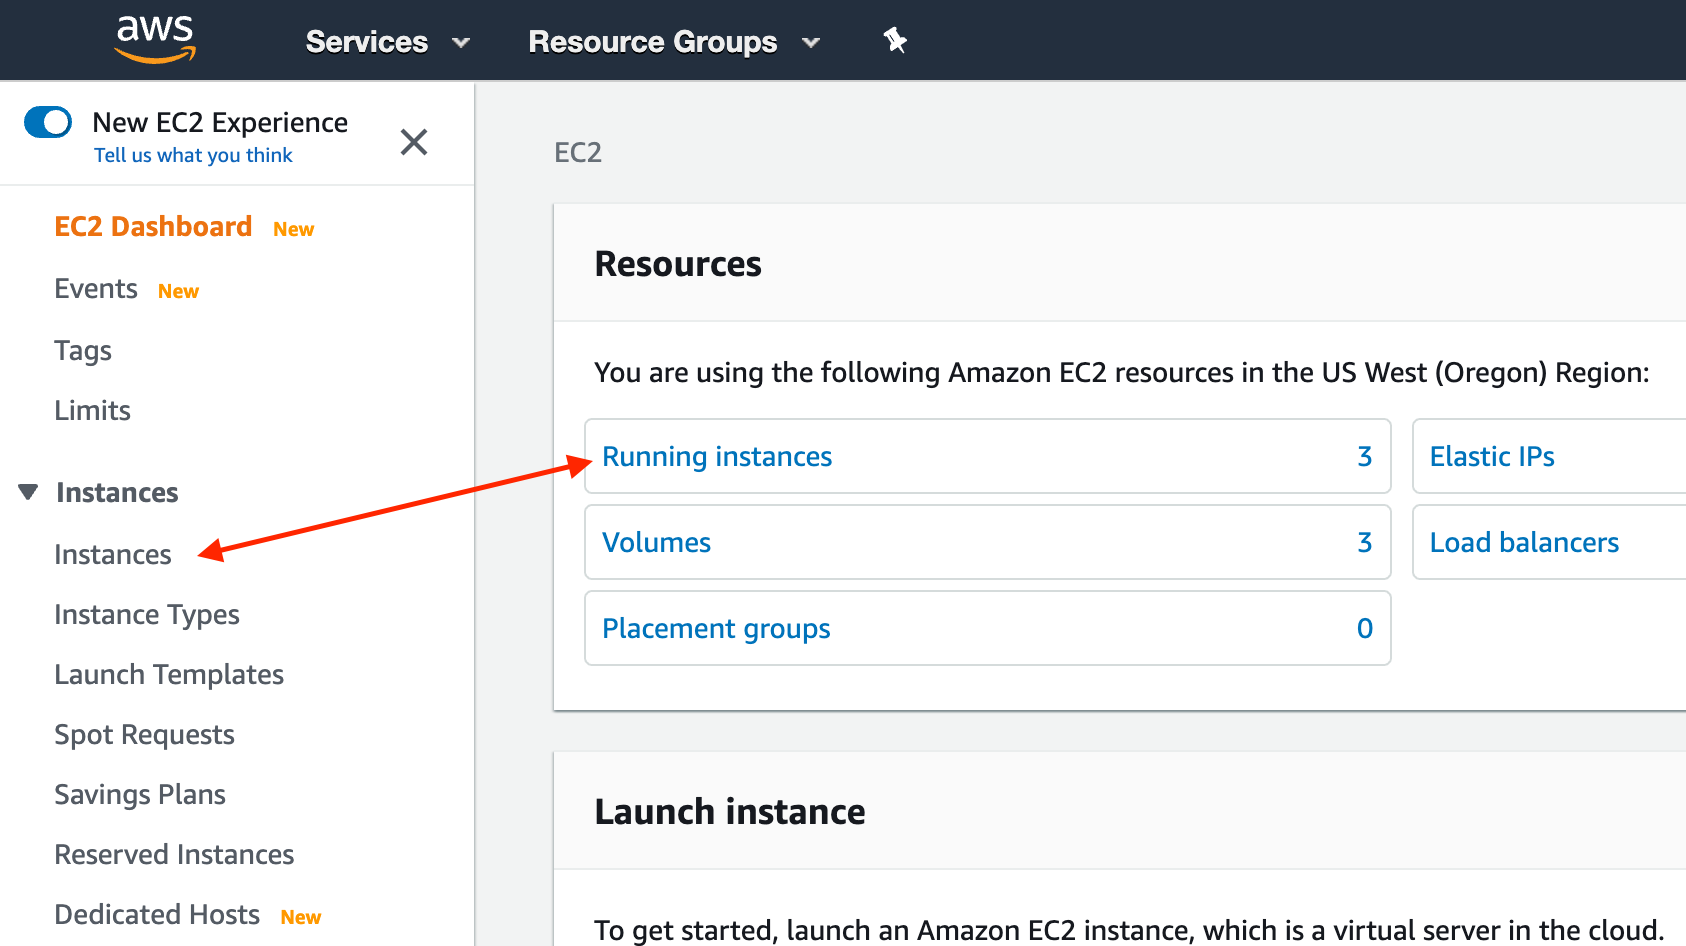 aws
Services
Resource Groups
New EC2 Experience
Tell us what you think
EC2 Dashboard New
Events New
Tags
Limits
Instances
Instances
Instance Types
Launch Templates
Spot Requests
Savings Plans
Reserved Instances
Dedicated Hosts New
EC2
Resources
You are using the following Amazon EC2 resources in the US West (Oregon) Region:
Running instances 3
Elastic IPs
Volumes 3
Load balancers
Placement groups 0
Launch instance
To get started, launch an Amazon EC2 instance, which is a virtual server in the cloud.